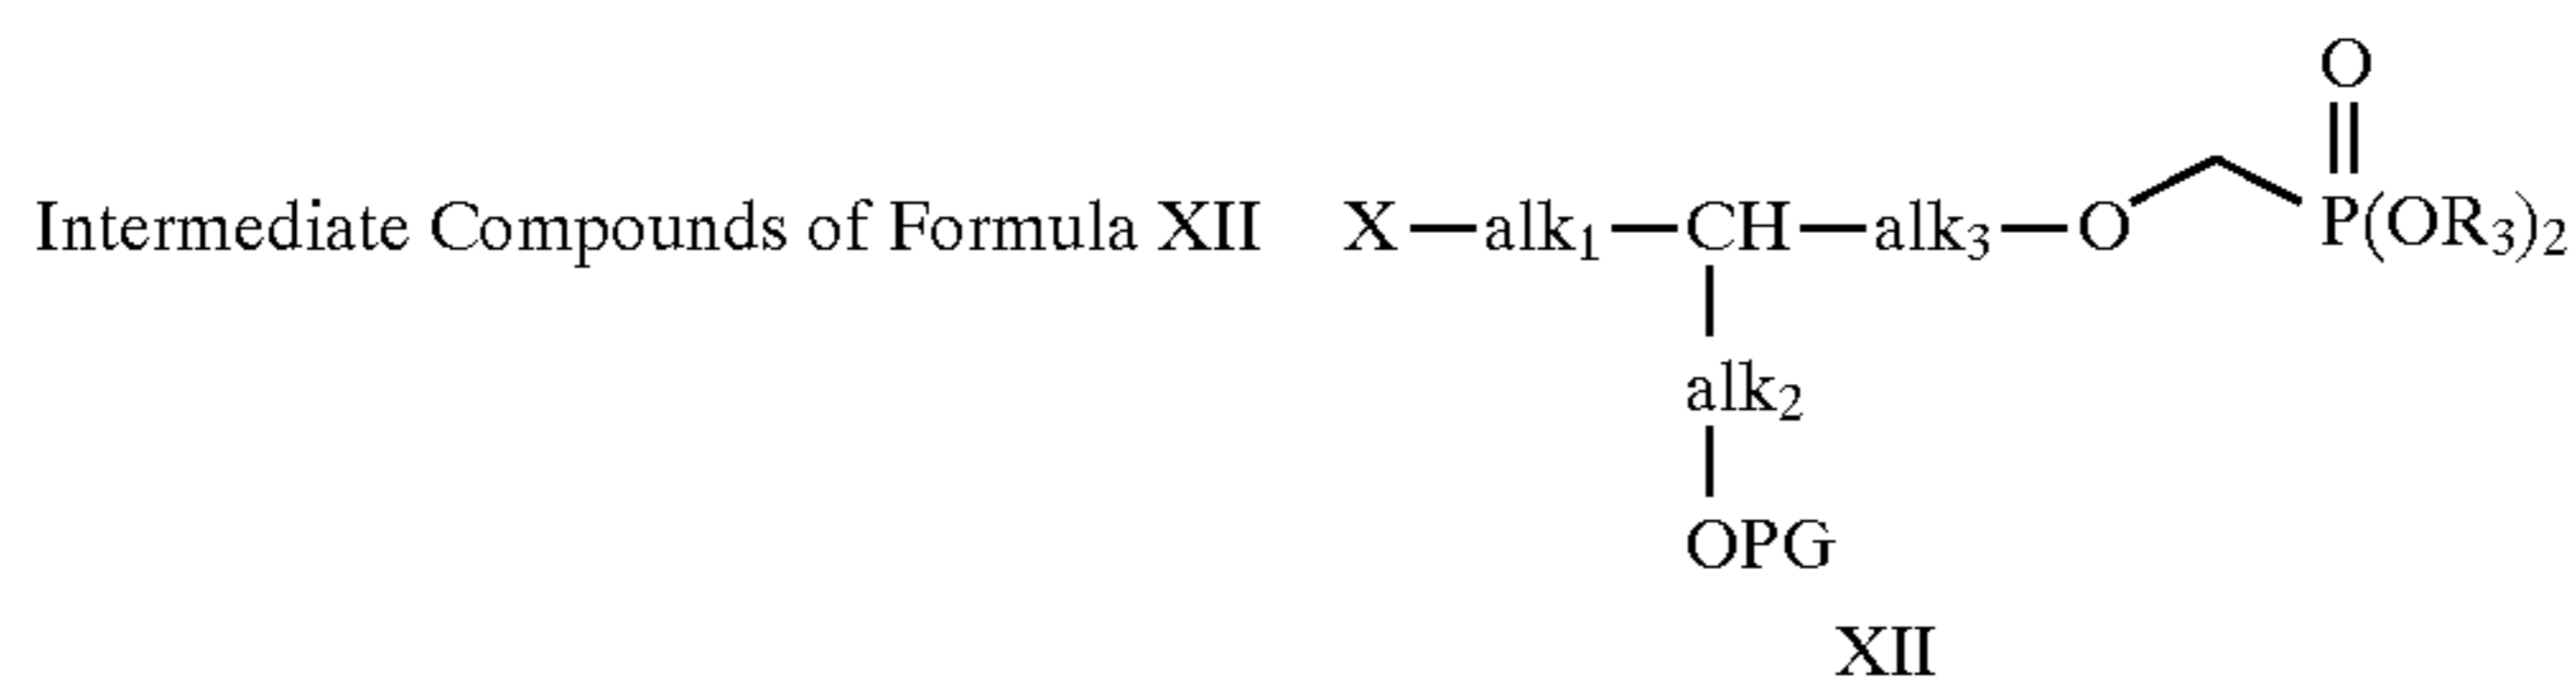 O
Intermediate Compounds of Formula XII X—alk₁—CH—alk₃—O P(OR₃)₂
alk₂
OPG
XII